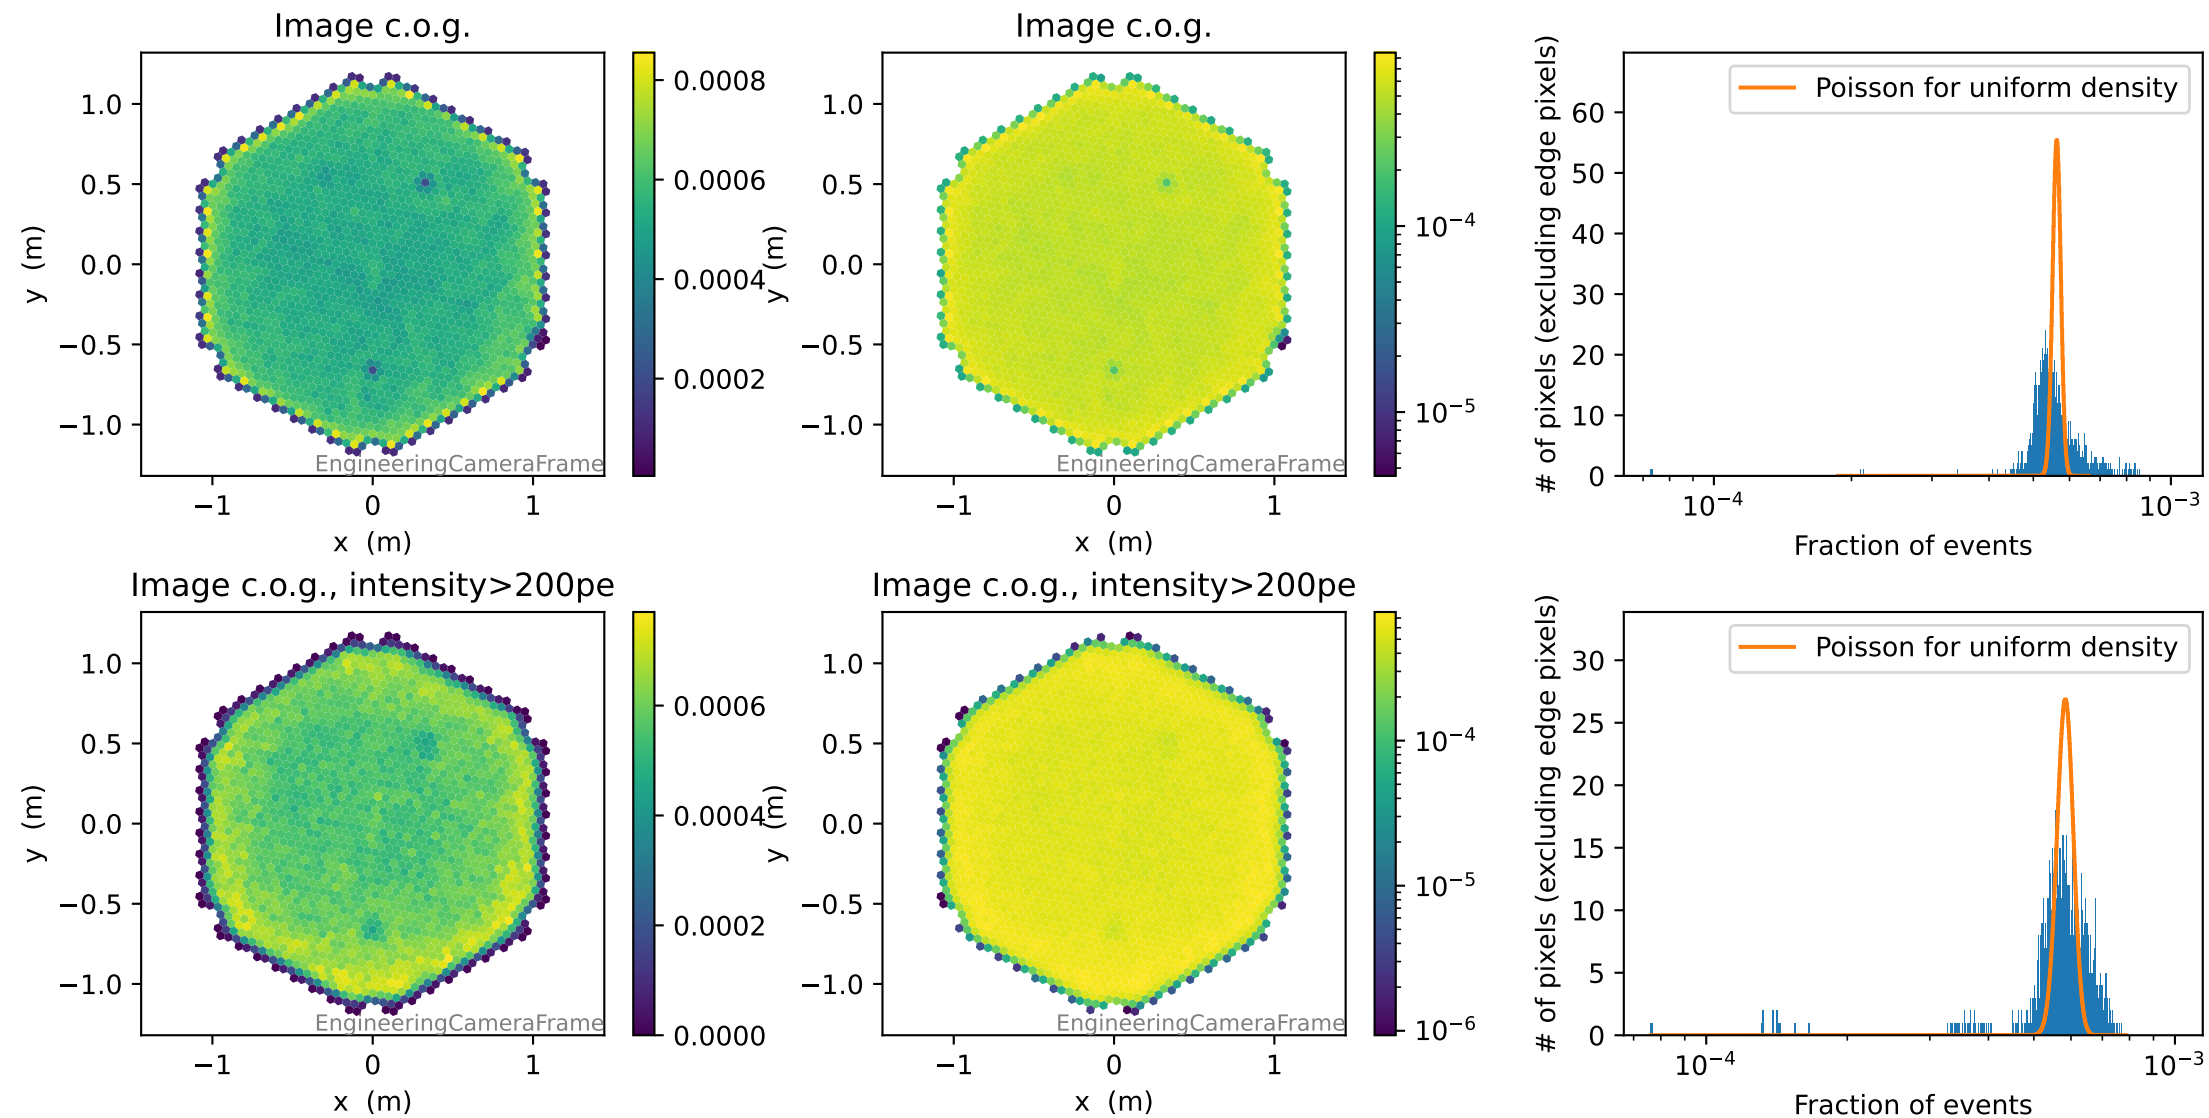 Image c.o.g.
1.0
0.5
0.0
−0.5
−1.0
y (m)
−1
0
1
x (m)
EngineeringCameraFrame
0.0008
0.0006
0.0004
0.0002
Image c.o.g.
1.0
0.5
0.0
−0.5
−1.0
y (m)
−1
0
1
x (m)
EngineeringCameraFrame
10⁻⁴
10⁻⁵
Poisson for uniform density
60
50
40
30
20
10
0
# of pixels (excluding edge pixels)
10⁻⁴
10⁻³
Fraction of events
Image c.o.g., intensity>200pe
1.0
0.5
0.0
−0.5
−1.0
y (m)
−1
0
1
x (m)
EngineeringCameraFrame
0.0006
0.0004
0.0002
0.0000
Image c.o.g., intensity>200pe
1.0
0.5
0.0
−0.5
−1.0
y (m)
−1
0
1
x (m)
EngineeringCameraFrame
10⁻⁴
10⁻⁵
10⁻⁶
Poisson for uniform density
30
25
20
15
10
5
0
# of pixels (excluding edge pixels)
10⁻⁴
10⁻³
Fraction of events